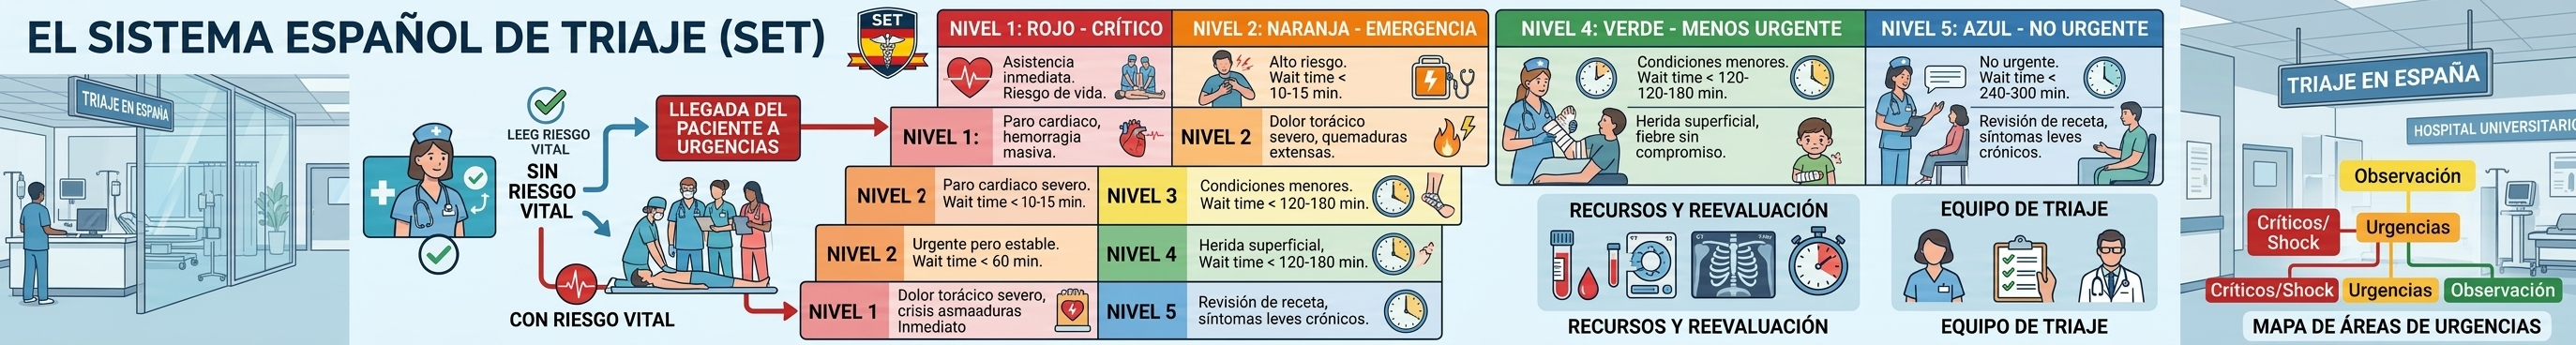 EL SISTEMA ESPAÑOL DE TRIAJE (SET)
SET
TRIAJE EN ESPAÑA
LEEG RIESGO
VITAL
SIN
RIESGO
VITAL
CON RIESGO VITAL
LLEGADA DEL
PACIENTE A
URGENCIAS
NIVEL 1: ROJO - CRÍTICO
Asistencia
inmediata.
Riesgo de vida.
NIVEL 2: NARANJA - EMERGENCIA
Alto riesgo.
Wait time <
10-15 min.
NIVEL 1:
Paro cardiaco,
hemorragia
masiva.
NIVEL 2
Dolor torácico
severo, quemaduras
extensas.
NIVEL 2
Paro cardiaco severo.
Wait time < 10-15 min.
NIVEL 3
Condiciones menores.
Wait time < 120-180 min.
NIVEL 2
Urgente pero estable.
Wait time < 60 min.
NIVEL 4
Herida superficial,
Wait time < 120-180 min.
NIVEL 1
Dolor torácico severo,
crisis asmaaduras
Inmediato
NIVEL 5
Revisión de receta,
síntomas leves crónicos.
NIVEL 4: VERDE - MENOS URGENTE
Condiciones menores.
Wait time < 120-
120-180 min.
Herida superficial,
fiebre sin
compromiso.
NIVEL 5: AZUL - NO URGENTE
No urgente.
Wait time <
240-300 min.
Revisión de receta,
síntomas leves
crónicos.
RECURSOS Y REEVALUACIÓN
RECURSOS Y REEVALUACIÓN
EQUIPO DE TRIAJE
EQUIPO DE TRIAJE
TRIAJE EN ESPAÑA
HOSPITAL UNIVERSITARIO
Observación
Críticos/
Shock
Urgencias
Críticos/Shock
Urgencias
Observación
MAPA DE ÁREAS DE URGENCIAS